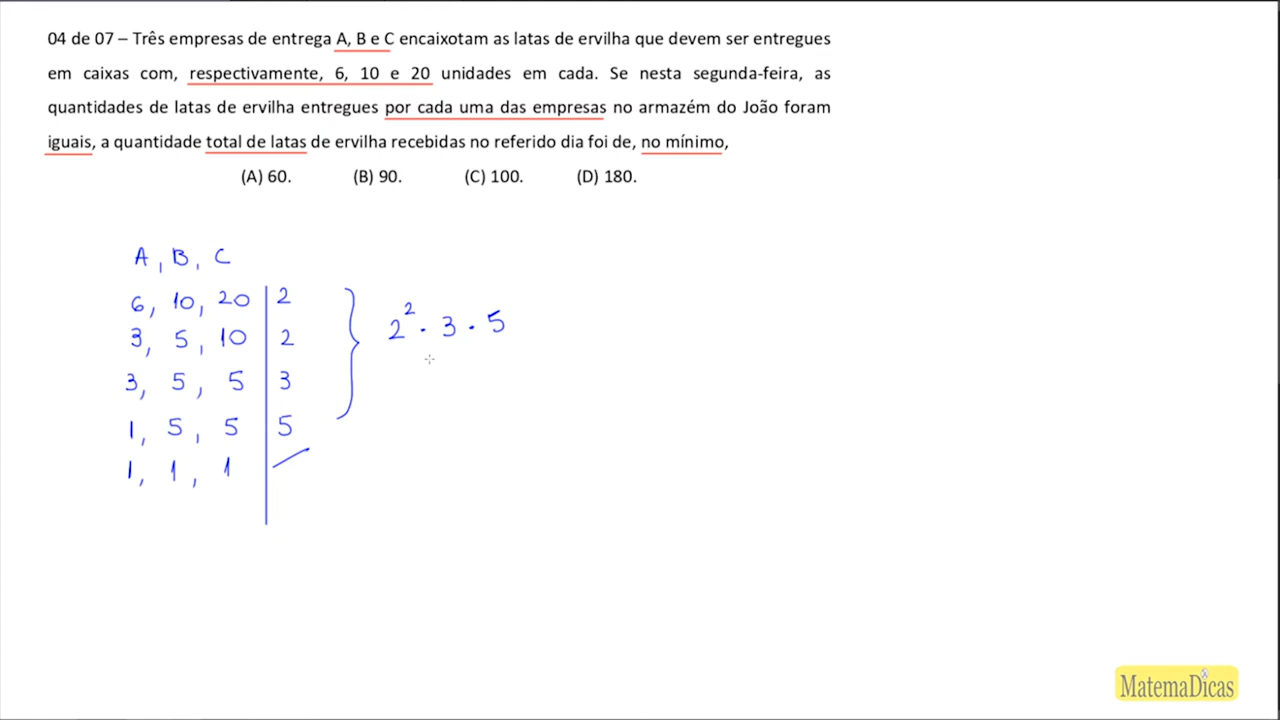 04 de 07 – Três empresas de entrega A, B e C encaixotam as latas de ervilha que devem ser entregues
em caixas com, respectivamente, 6, 10 e 20 unidades em cada. Se nesta segunda-feira, as
quantidades de latas de ervilha entregues por cada uma das empresas no armazém do João foram
iguais, a quantidade total de latas de ervilha recebidas no referido dia foi de, no mínimo,
(A) 60. (B) 90. (C) 100. (D) 180.
A, B, C
6, 10, 20 | 2
3, 5, 10 | 2
3, 5, 5 | 3
1, 5, 5 | 5
1, 1, 1
2² · 3 · 5
MatemaDicas